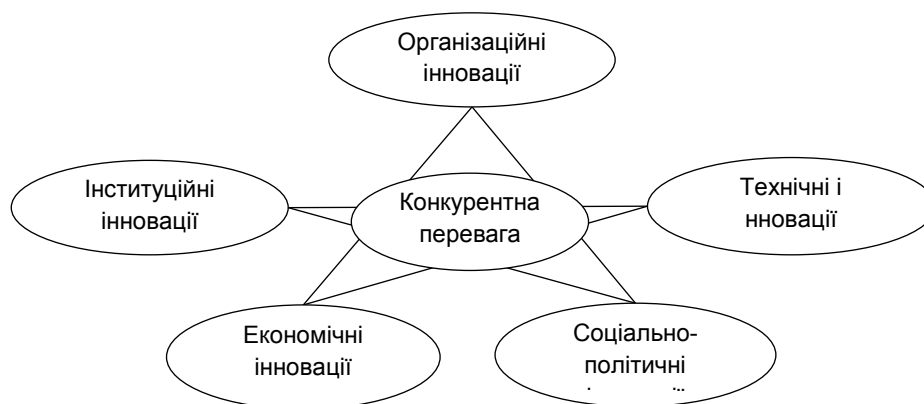 Організаційні
інновації
Інституційні
інновації
Конкурентна
перевага
Технічні і
нновації
Економічні
інновації
Соціально-
політичні